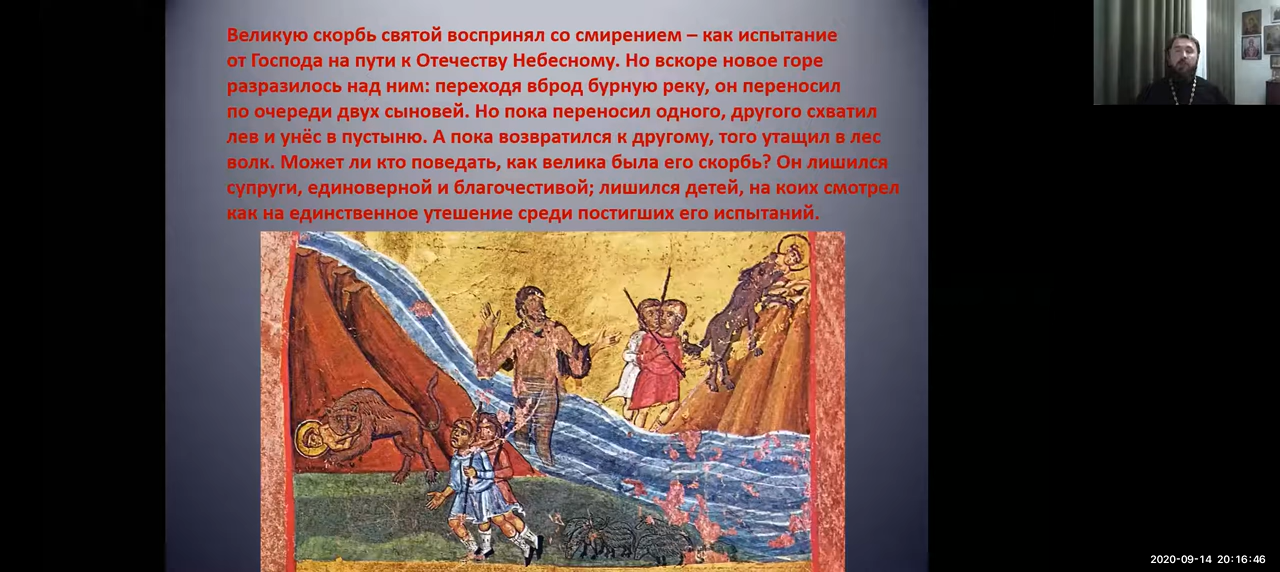 Великую скорбь святой воспринял со смирением – как испытание
от Господа на пути к Отечеству Небесному. Но вскоре новое горе
разразилось над ним: переходя вброд бурную реку, он переносил
по очереди двух сыновей. Но пока переносил одного, другого схватил
лев и унёс в пустыню. А пока возвратился к другому, того утащил в лес
волк. Может ли кто поведать, как велика была его скорбь? Он лишился
супруги, единоверной и благочестивой; лишился детей, на коих смотрел
как на единственное утешение среди постигших его испытаний.
2020-09-14 20:16:46